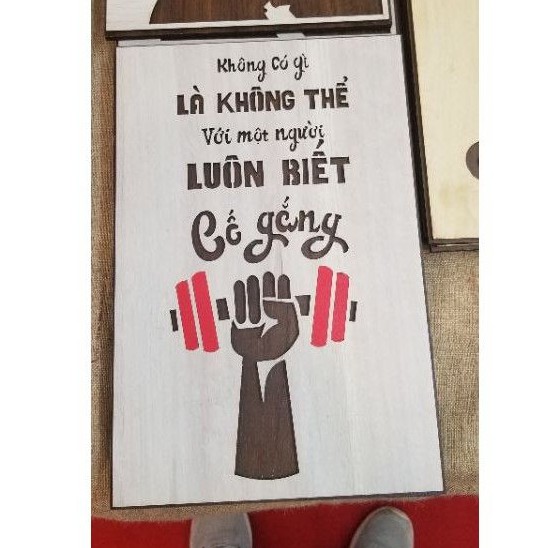 Không Có gì
LÀ KHÔNG THỂ
Với một người
LUÔN BIẾT
Cố gắng